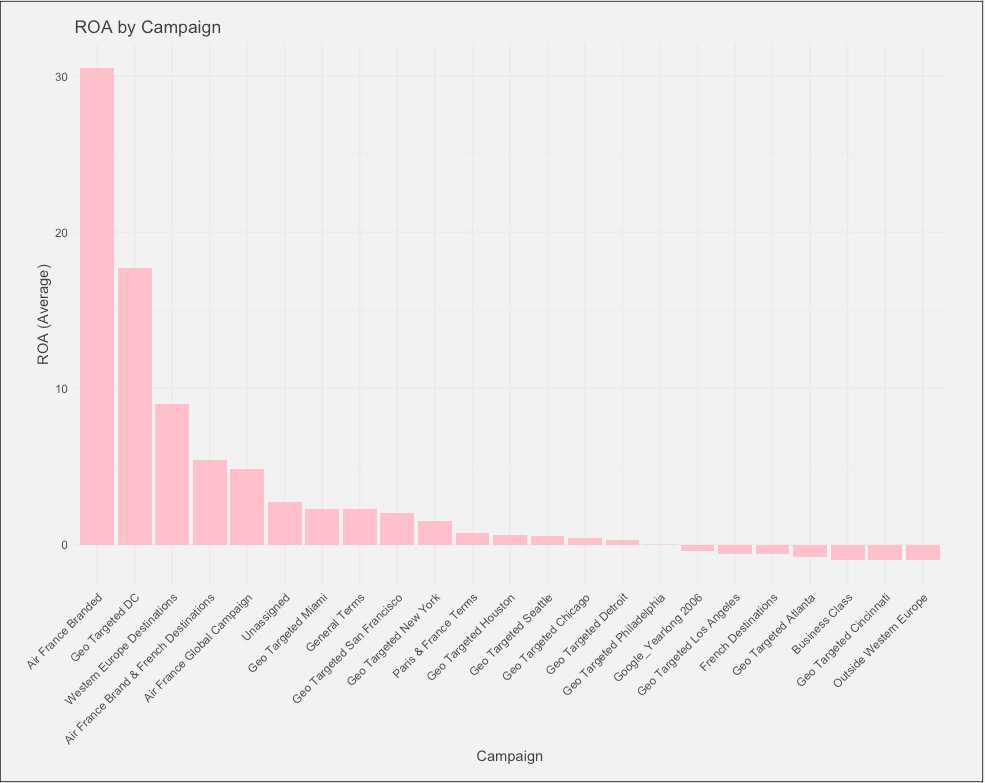 ROA by Campaign
30
20
10
0
ROA (Average)
Air France Branded
Geo Targeted DC
Western Europe Destinations
Air France Brand & French Destinations
Air France Global Campaign
Unassigned
Geo Targeted Miami
General Terms
Geo Targeted San Francisco
Geo Targeted New York
Paris & France Terms
Geo Targeted Houston
Geo Targeted Seattle
Geo Targeted Chicago
Geo Targeted Detroit
Geo Targeted Philadelphia
Google_Yearlong 2006
Geo Targeted Los Angeles
French Destinations
Geo Targeted Atlanta
Business Class
Geo Targeted Cincinnati
Outside Western Europe
Campaign